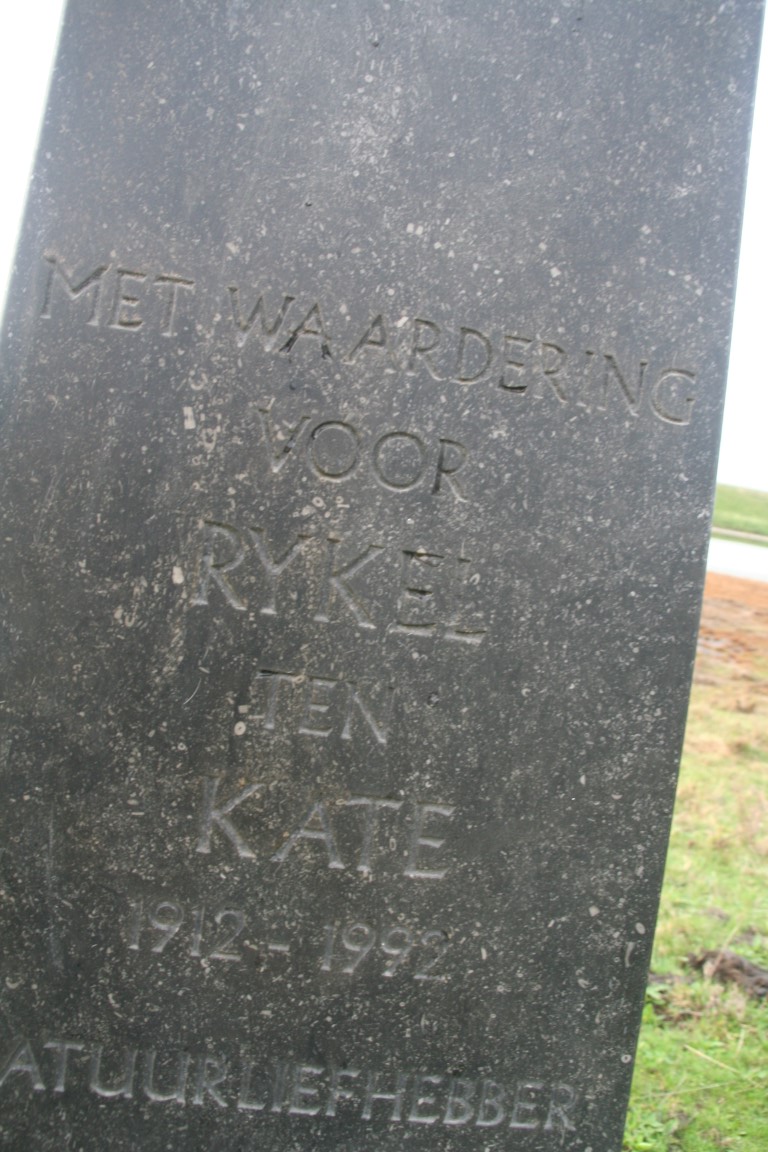 MET WAARDERING
VOOR
RYKEL
TEN
KATE
1912 - 1992
ATUURLIEFHEBBER